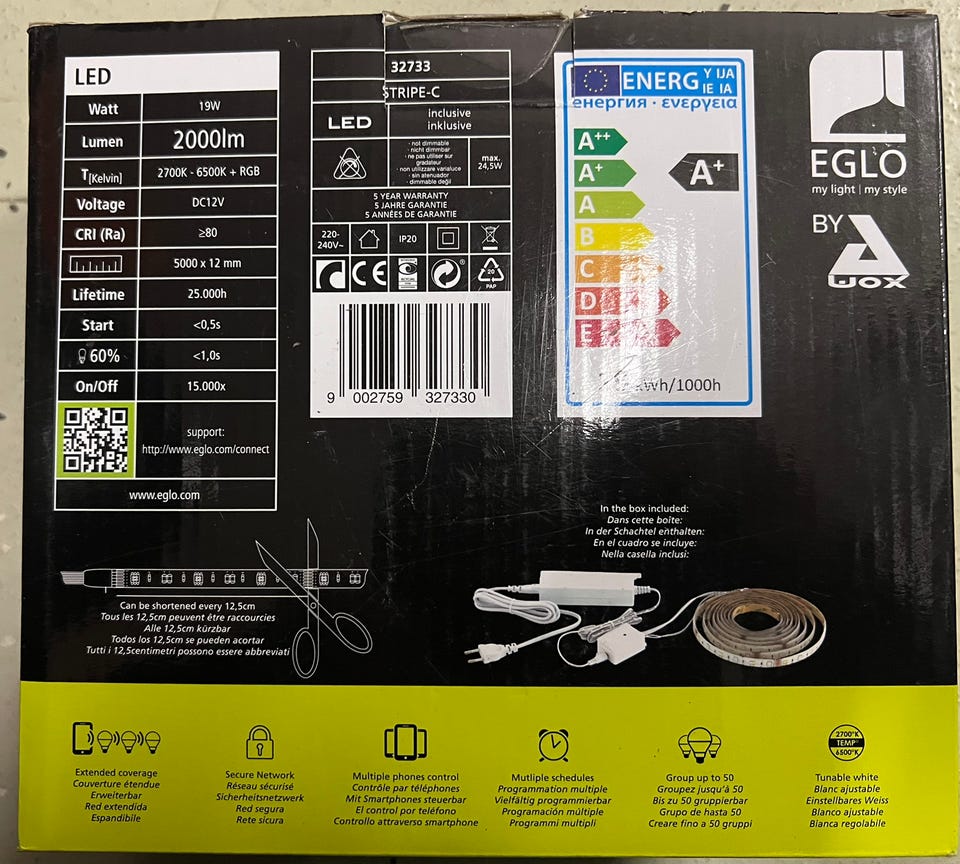 LED
Watt 19W
Lumen 2000lm
T[Kelvin] 2700K - 6500K + RGB
Voltage DC12V
CRI (Ra) ≥80
5000 x 12 mm
Lifetime 25.000h
Start <0,5s
60% <1,0s
On/Off 15.000x
support:
http://www.eglo.com/connect
www.eglo.com
32733
STRIPE-C
LED
inclusive
inklusive
· not dimmable
· nicht dimmbar
· ne pas utiliser sur
gradateur
· non utilizzare varialuce
· sin atenuador
· dimmable değil
max.
24,5W
5 YEAR WARRANTY
5 JAHRE GARANTIE
5 ANNÉES DE GARANTIE
220-
240V~
IP20
CE
20
PAP
9 002759 327330
ENERG Y IJA
IE IA
енергия · ενεργεια
A++
A+
A
B
C
D
E
A+
kWh/1000h
EGLO
my light | my style
BY
AWOX
Can be shortened every 12,5cm
Tous les 12,5cm peuvent être raccourcies
Alle 12,5cm kürzbar
Todos los 12,5cm se pueden acortar
Tutti i 12,5centimetri possono essere abbreviati
In the box included:
Dans cette boîte:
In der Schachtel enthalten:
En el cuadro se incluye:
Nella casella inclusi:
Extended coverage
Couverture étendue
Erweiterbar
Red extendida
Espandibile
Secure Network
Réseau sécurisé
Sicherheitsnetzwerk
Red segura
Rete sicura
Multiple phones control
Contrôle par téléphones
Mit Smartphones steuerbar
El control por teléfono
Controllo attraverso smartphone
Mutliple schedules
Programmation multiple
Vielfältig programmierbar
Programación múltiple
Programmi multipli
Group up to 50
Groupez jusqu'à 50
Bis zu 50 gruppierbar
Grupo de hasta 50
Creare fino a 50 gruppi
2700°K
TEMP°
6500°K
Tunable white
Blanc ajustable
Einstellbares Weiss
Blanco ajustable
Bianca regolabile